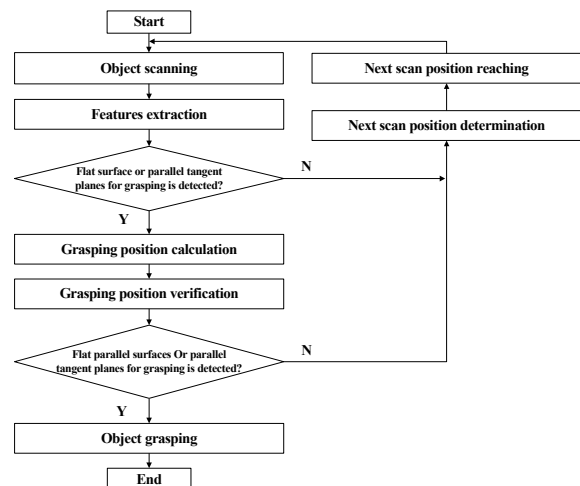 Start
Object scanning
Next scan position reaching
Features extraction
Next scan position determination
Flat surface or parallel tangent
planes for grasping is detected?
N
Y
Grasping position calculation
Grasping position verification
Flat parallel surfaces Or parallel
tangent planes for grasping is detected?
N
Y
Object grasping
End